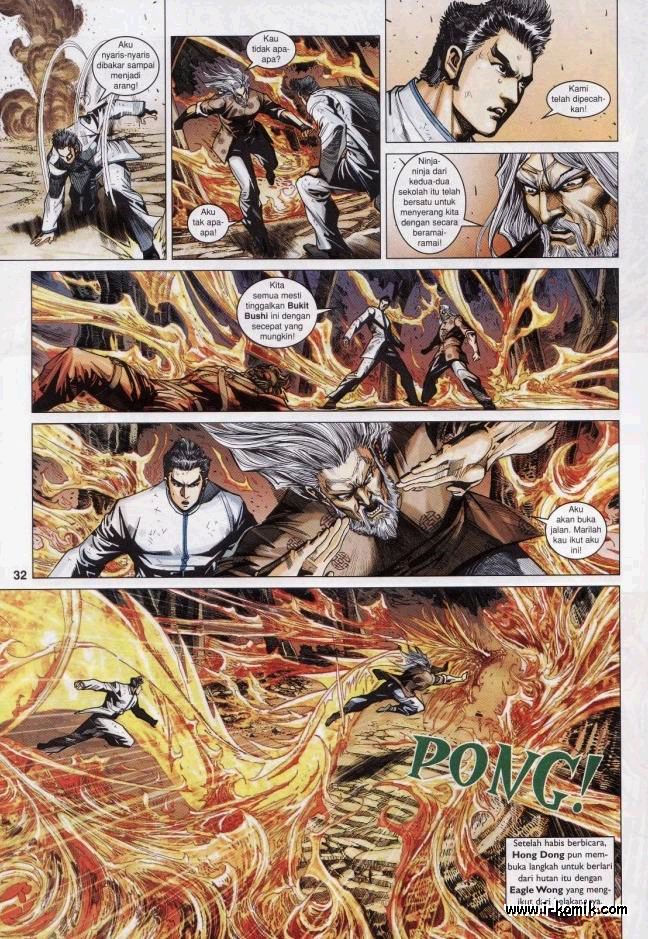 Aku
nyaris-nyaris
dibakar sampai
menjadi
arang!
Kau
tidak apa-
apa?
Aku
tak apa-
apa!
Kami
telah dipecah-
kan!
Ninja-
ninja dari
kedua-dua
sekolah itu telah
bersatu untuk
menyerang kita
dengan secara
beramai-
ramai!
Kita
semua mesti
tinggalkan Bukit
Bushi ini dengan
secepat yang
mungkin!
Aku
akan buka
jalan. Marilah
kau ikut aku
ini!
32
PONG!
Setelah habis berbicara,
Hong Dong pun mem-
buka langkah untuk berlari
dari hutan itu dengan
Eagle Wong yang meng-
ikut dari belakangnya.
www.i-komik.com